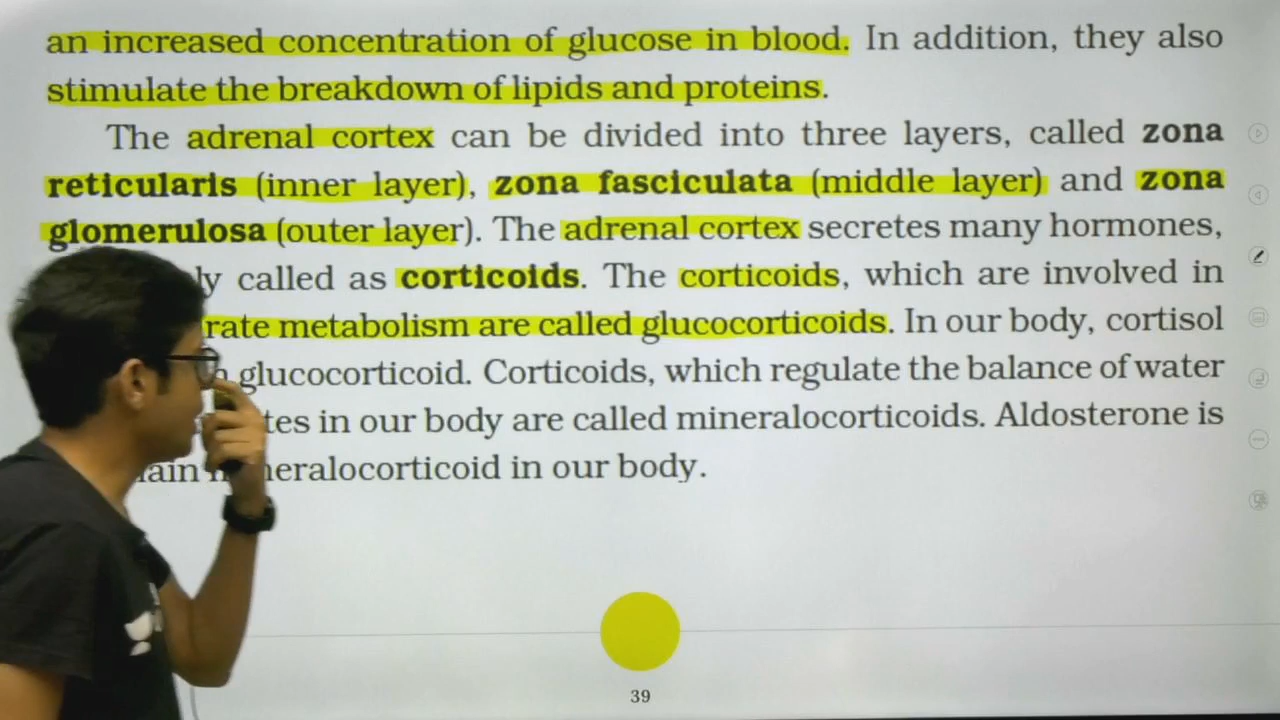 an increased concentration of glucose in blood. In addition, they also
stimulate the breakdown of lipids and proteins.
The adrenal cortex can be divided into three layers, called zona
reticularis (inner layer), zona fasciculata (middle layer) and zona
glomerulosa (outer layer). The adrenal cortex secretes many hormones,
ly called as corticoids. The corticoids, which are involved in
rate metabolism are called glucocorticoids. In our body, cortisol
glucocorticoid. Corticoids, which regulate the balance of water
tes in our body are called mineralocorticoids. Aldosterone is
eralocorticoid in our body.
39